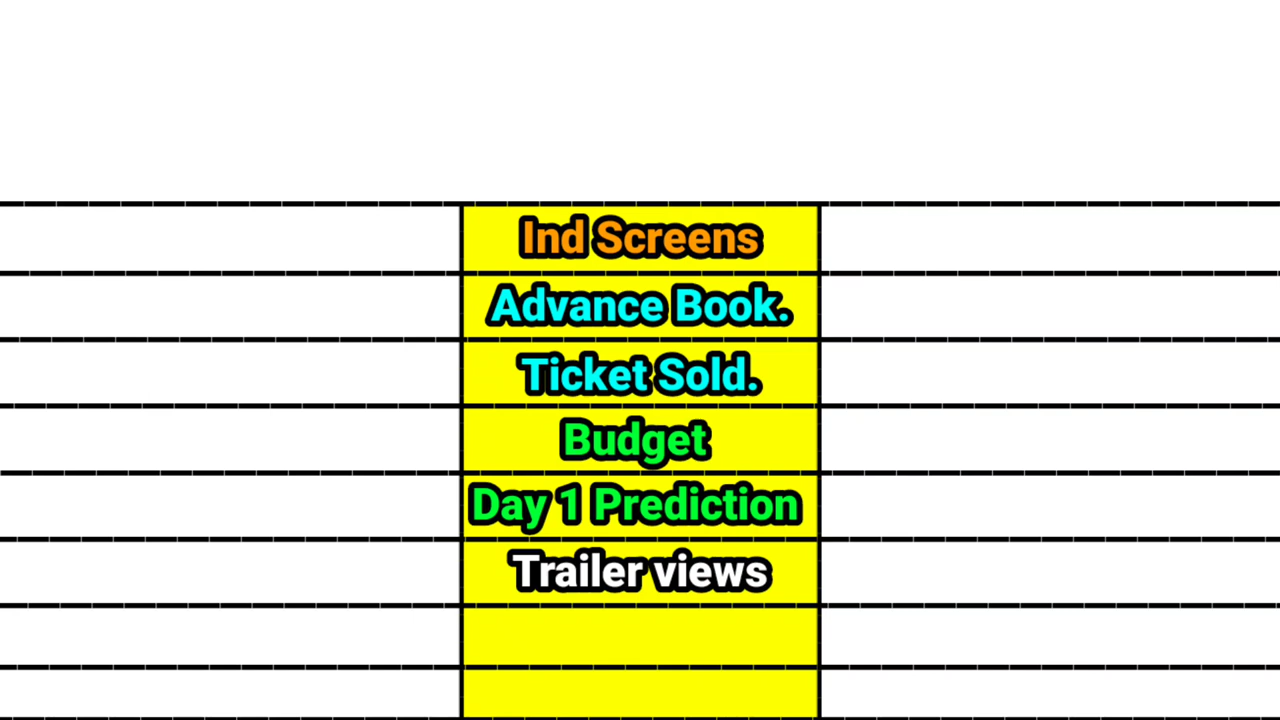 Ind Screens
Advance Book.
Ticket Sold.
Budget
Day 1 Prediction
Trailer views